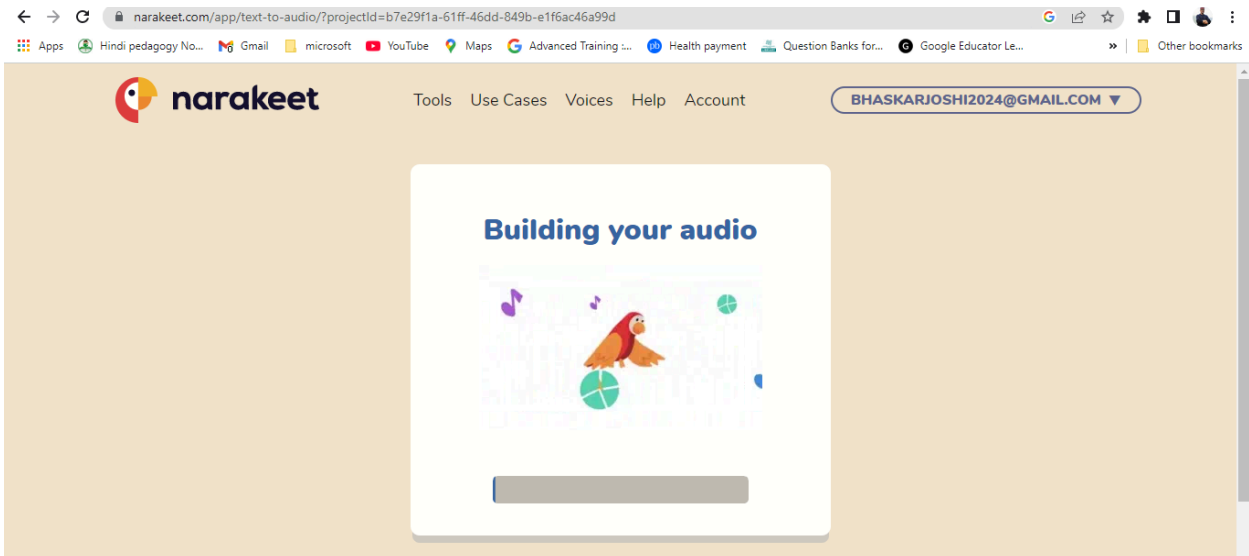 narakeet.com/app/text-to-audio/?projectId=b7e29f1a-61ff-46dd-849b-e1f6ac46a99d
Apps Hindi pedagogy No... Gmail microsoft YouTube Maps Advanced Training :... Health payment Question Banks for... Google Educator Le... » Other bookmarks
narakeet Tools Use Cases Voices Help Account BHASKARJOSHI2024@GMAIL.COM ▼
Building your audio